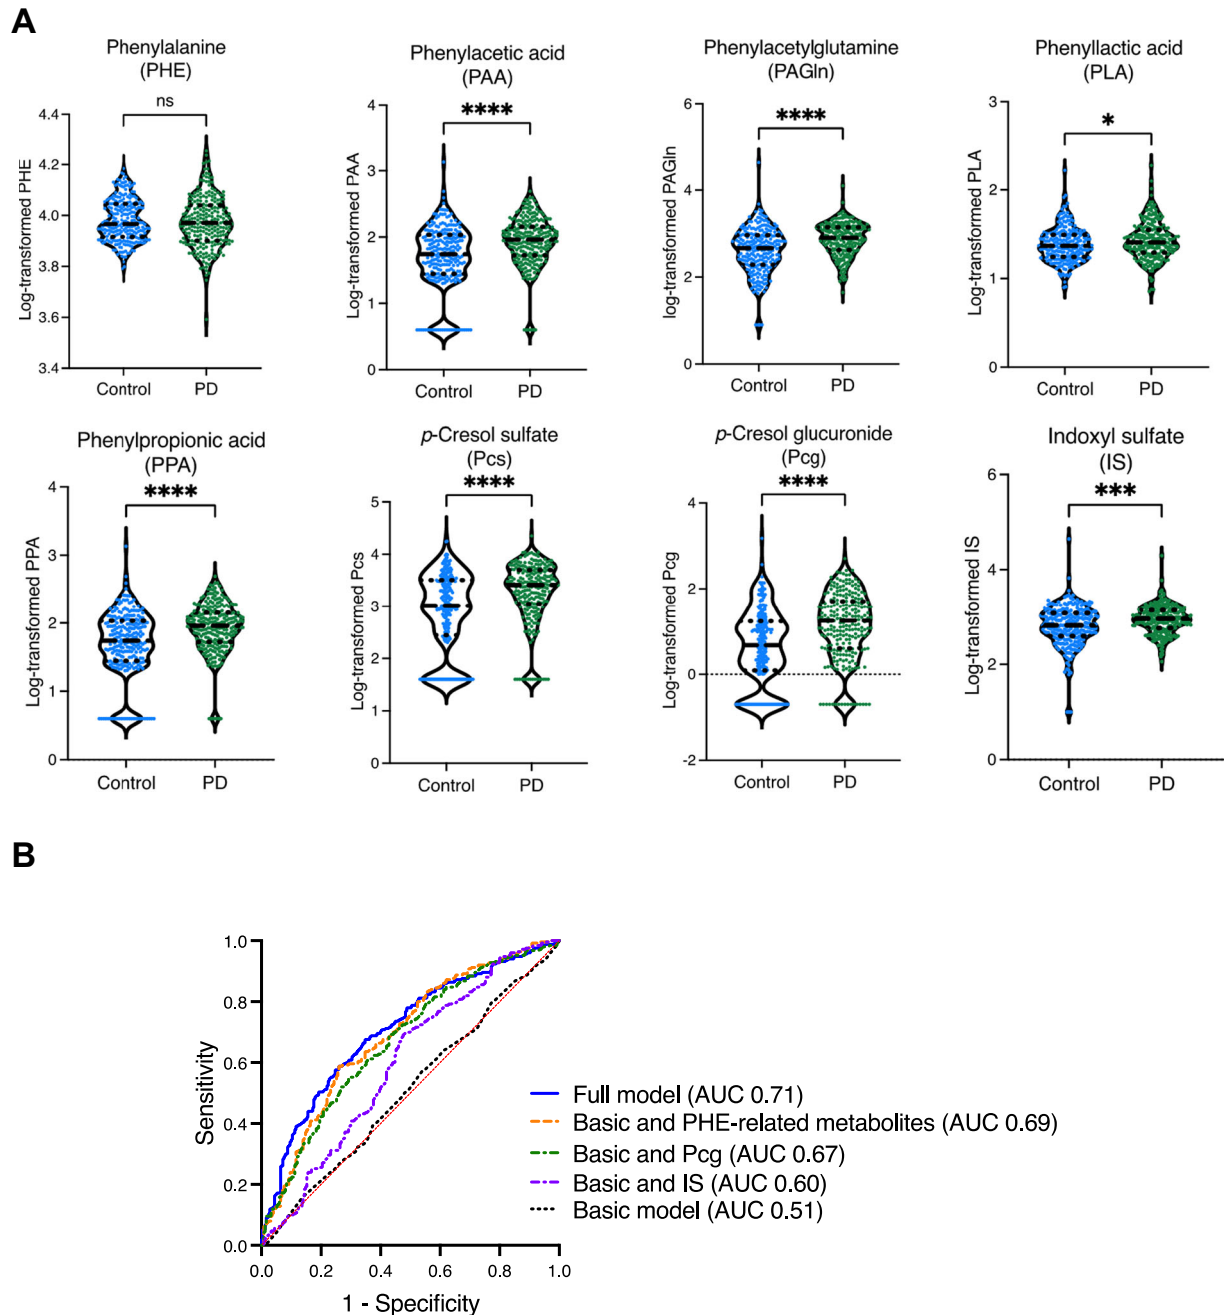 A
Phenylalanine
(PHE)
ns
Log-transformed PHE
4.4
4.2
4.0
3.8
3.6
3.4
Control
PD
Phenylacetic acid
(PAA)
****
Log-transformed PAA
4
3
2
1
0
Control
PD
Phenylacetylglutamine
(PAGln)
****
log-transformed PAGln
6
4
2
0
Control
PD
Phenyllactic acid
(PLA)
*
Log-transformed PLA
3
2
1
0
Control
PD
Phenylpropionic acid
(PPA)
****
Log-transformed PPA
4
3
2
1
0
Control
PD
p-Cresol sulfate
(Pcs)
****
Log-transformed Pcs
5
4
3
2
1
0
Control
PD
p-Cresol glucuronide
(Pcg)
****
Log-transformed Pcg
4
2
0
-2
Control
PD
Indoxyl sulfate
(IS)
***
Log-transformed IS
6
4
2
0
Control
PD
B
Sensitivity
1.0
0.8
0.6
0.4
0.2
0.0
0.0 0.2 0.4 0.6 0.8 1.0
1 - Specificity
Full model (AUC 0.71)
Basic and PHE-related metabolites (AUC 0.69)
Basic and Pcg (AUC 0.67)
Basic and IS (AUC 0.60)
Basic model (AUC 0.51)